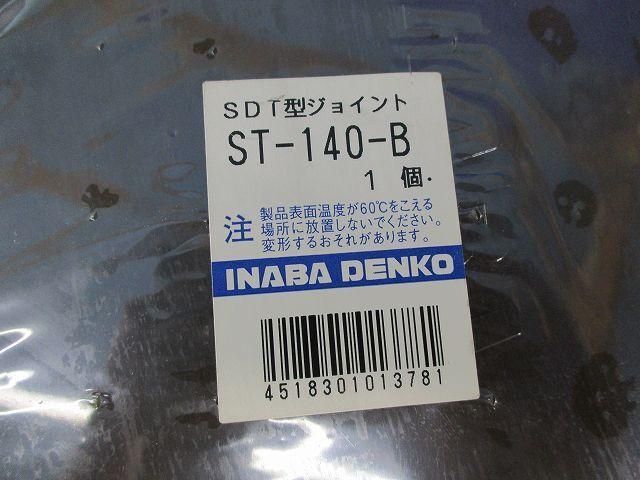 SDT型ジョイント
ST-140-B
1 個.
注 製品表面温度が60℃をこえる
場所に放置しないでください。
変形するおそれがあります。
INABA DENKO
4518301013781